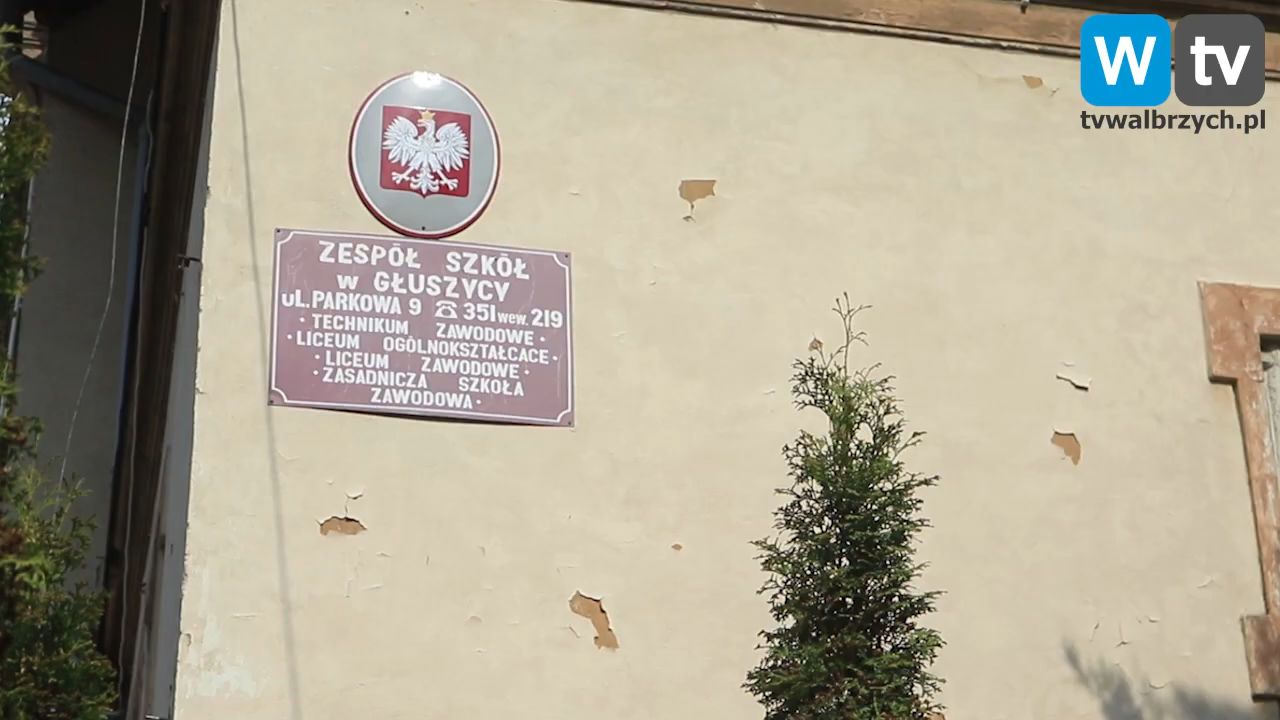 W tv
tvwalbrzych.pl
ZESPÓŁ SZKÓŁ
w GŁUSZYCY
UL. PARKOWA 9 ☎ 351 wew. 219
• TECHNIKUM ZAWODOWE •
• LICEUM OGÓLNOKSZTAŁCACE •
• LICEUM ZAWODOWE •
• ZASADNICZA SZKOŁA
ZAWODOWA •